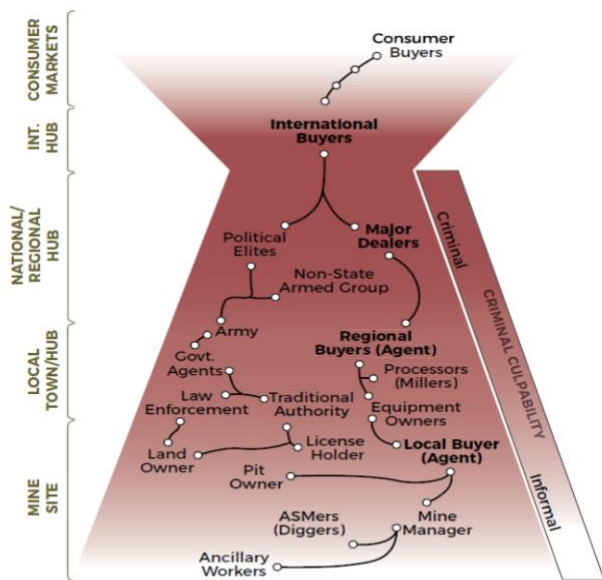 CONSUMER
MARKETS
Consumer
Buyers
INT.
HUB
International
Buyers
NATIONAL/
REGIONAL
HUB
Political
Elites
Major
Dealers
Non-State
Armed Group
Criminal
LOCAL
TOWN/HUB
Army
Govt.
Agents
Regional
Buyers (Agent)
Processors
(Millers)
CRIMINAL CULPABILITY
Law
Enforcement
Traditional
Authority
Equipment
Owners
MINE
SITE
Land
Owner
License
Holder
Local Buyer
(Agent)
Pit
Owner
Informal
ASMers
(Diggers)
Mine
Manager
Ancillary
Workers